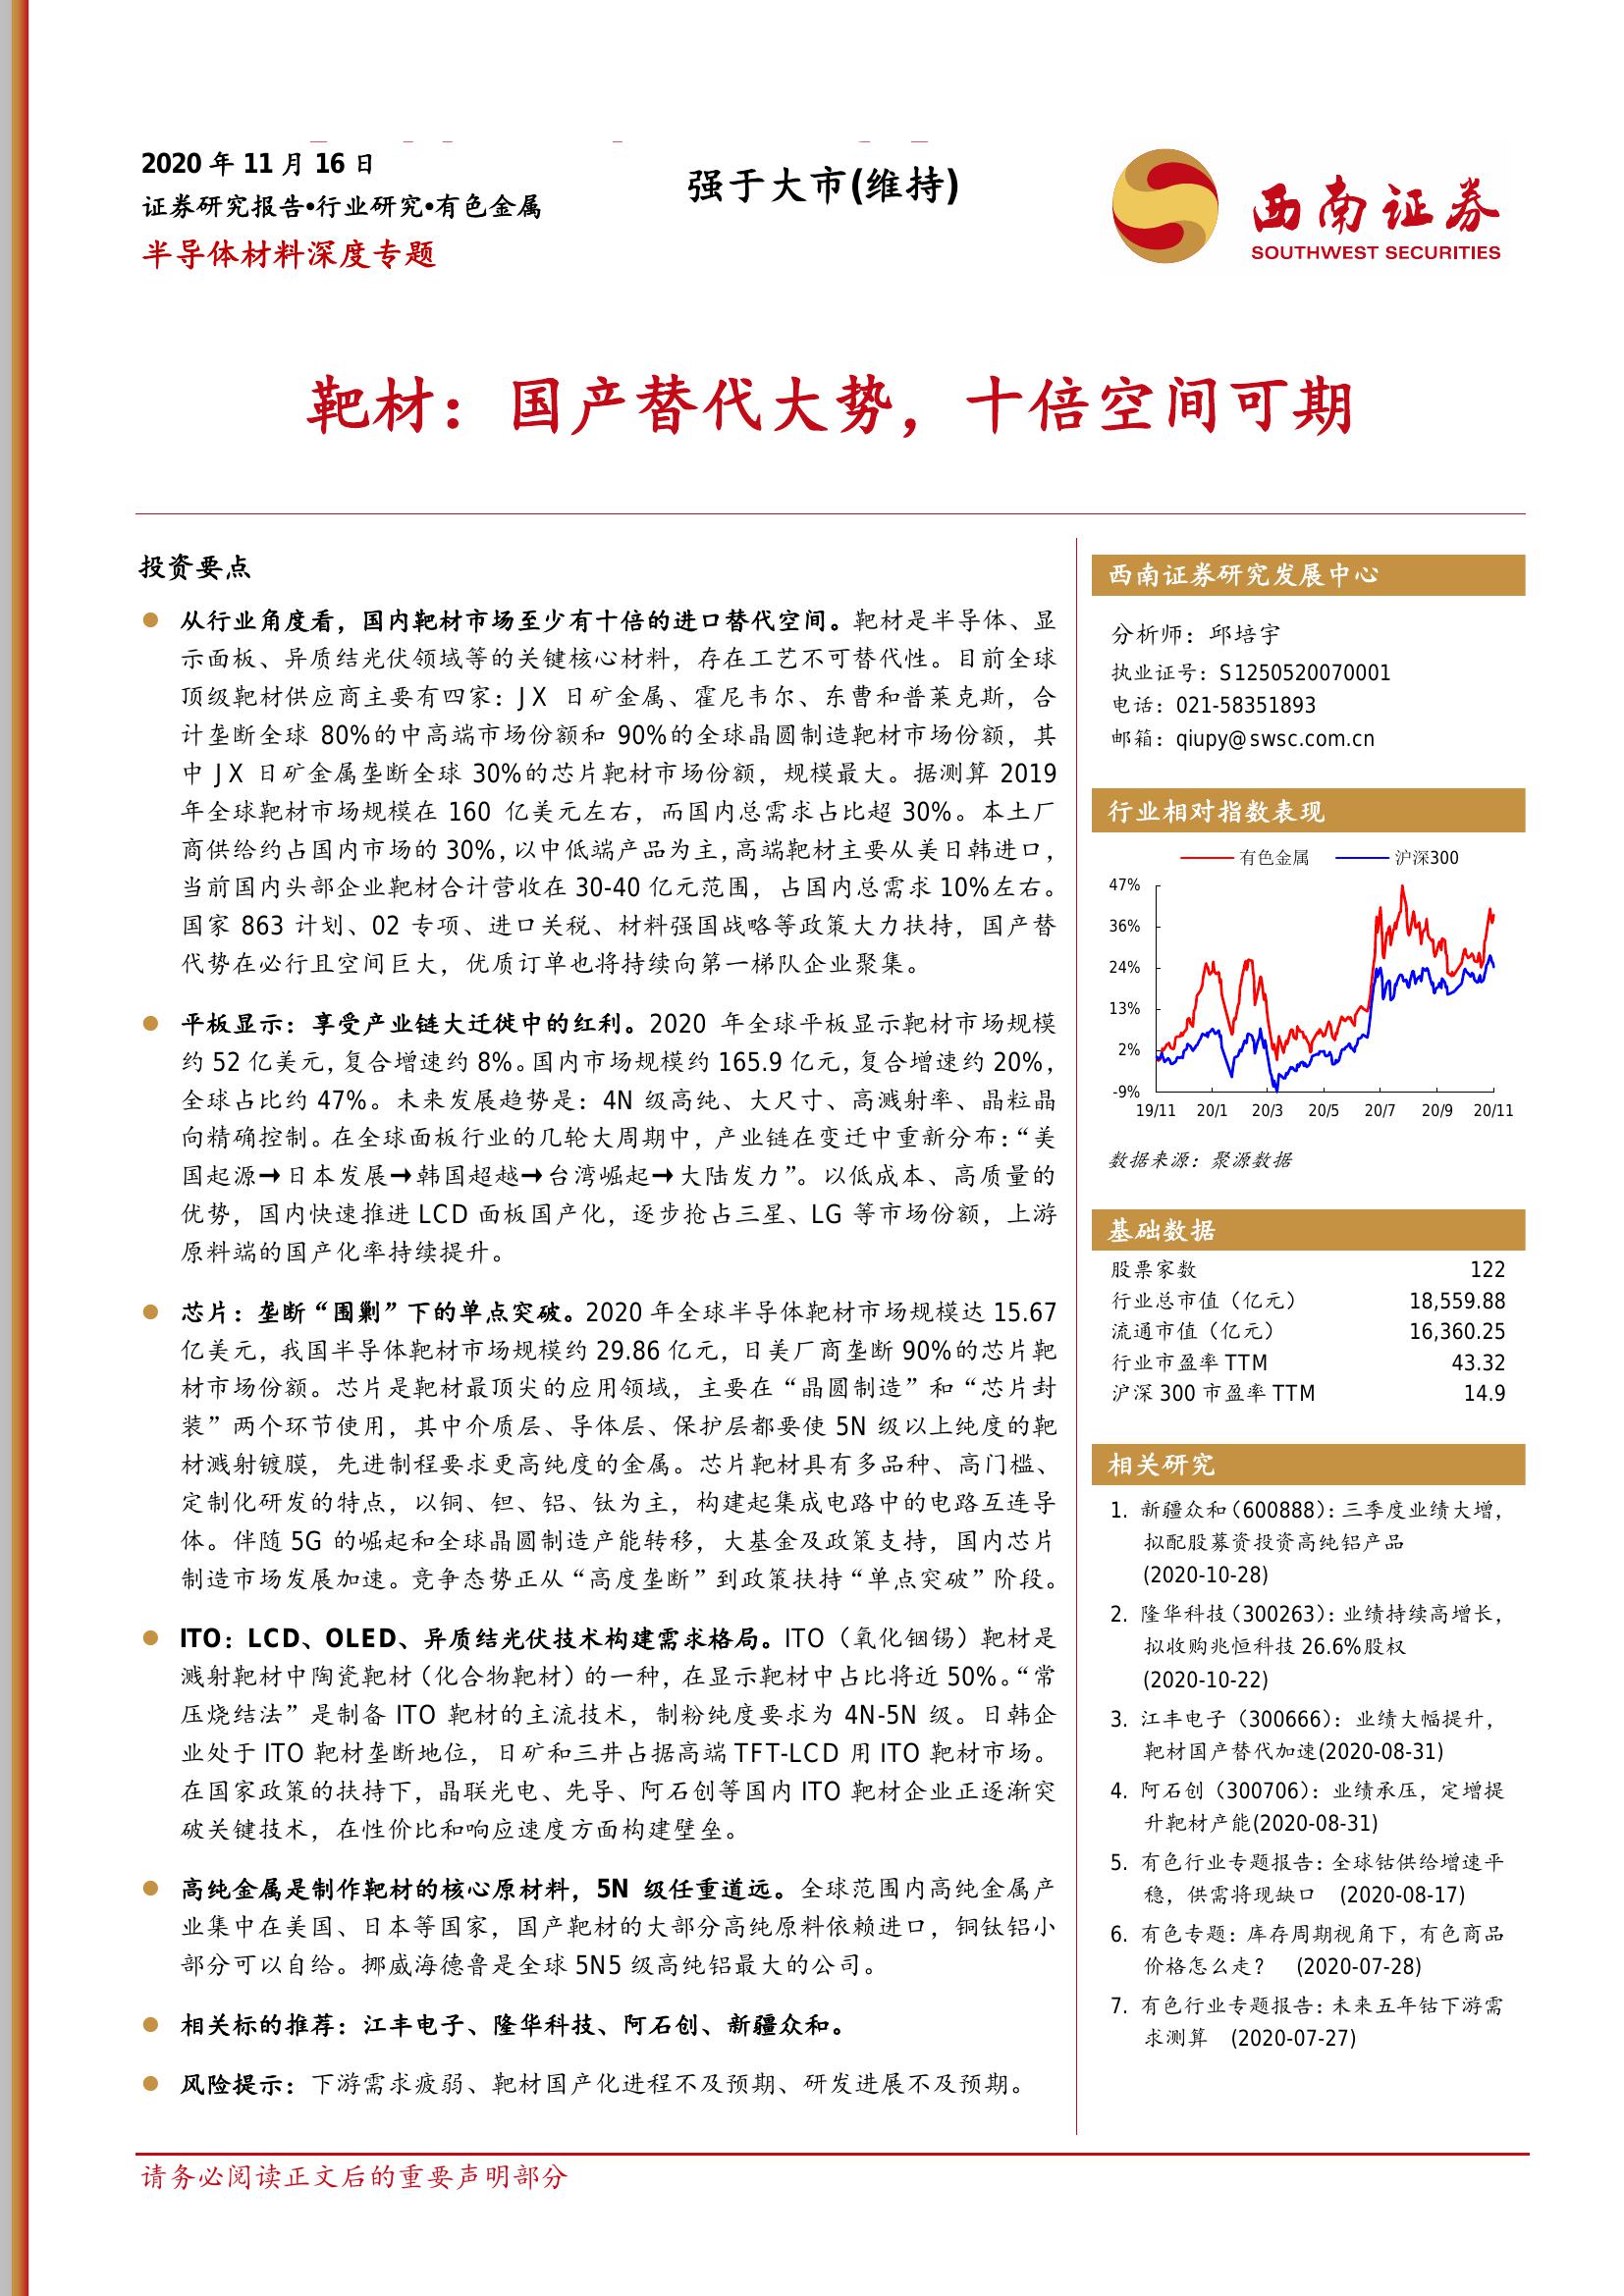 2020 年 11 月 16 日
证券研究报告•行业研究•有色金属
半导体材料深度专题
强于大市(维持)
西南证券
SOUTHWEST SECURITIES
靶材：国产替代大势，十倍空间可期
投资要点
从行业角度看，国内靶材市场至少有十倍的进口替代空间。靶材是半导体、显
示面板、异质结光伏领域等的关键核心材料，存在工艺不可替代性。目前全球
顶级靶材供应商主要有四家：JX 日矿金属、霍尼韦尔、东曹和普莱克斯，合
计垄断全球 80%的中高端市场份额和 90%的全球晶圆制造靶材市场份额，其
中 JX 日矿金属垄断全球 30%的芯片靶材市场份额，规模最大。据测算 2019
年全球靶材市场规模在 160 亿美元左右，而国内总需求占比超 30%。本土厂
商供给约占国内市场的 30%，以中低端产品为主，高端靶材主要从美日韩进口，
当前国内头部企业靶材合计营收在 30-40 亿元范围，占国内总需求 10%左右。
国家 863 计划、02 专项、进口关税、材料强国战略等政策大力扶持，国产替
代势在必行且空间巨大，优质订单也将持续向第一梯队企业聚集。
平板显示：享受产业链大迁徙中的红利。2020 年全球平板显示靶材市场规模
约 52 亿美元，复合增速约 8%。国内市场规模约 165.9 亿元，复合增速约 20%，
全球占比约 47%。未来发展趋势是：4N 级高纯、大尺寸、高溅射率、晶粒晶
向精确控制。在全球面板行业的几轮大周期中，产业链在变迁中重新分布：“美
国起源→日本发展→韩国超越→台湾崛起→大陆发力”。以低成本、高质量的
优势，国内快速推进 LCD 面板国产化，逐步抢占三星、LG 等市场份额，上游
原料端的国产化率持续提升。
芯片：垄断“围剿”下的单点突破。2020 年全球半导体靶材市场规模达 15.67
亿美元，我国半导体靶材市场规模约 29.86 亿元，日美厂商垄断 90%的芯片靶
材市场份额。芯片是靶材最顶尖的应用领域，主要在“晶圆制造”和“芯片封
装”两个环节使用，其中介质层、导体层、保护层都要使 5N 级以上纯度的靶
材溅射镀膜，先进制程要求更高纯度的金属。芯片靶材具有多品种、高门槛、
定制化研发的特点，以铜、钽、铝、钛为主，构建起集成电路中的电路互连导
体。伴随 5G 的崛起和全球晶圆制造产能转移，大基金及政策支持，国内芯片
制造市场发展加速。竞争态势正从“高度垄断”到政策扶持“单点突破”阶段。
ITO：LCD、OLED、异质结光伏技术构建需求格局。ITO（氧化铟锡）靶材是
溅射靶材中陶瓷靶材（化合物靶材）的一种，在显示靶材中占比将近 50%。“常
压烧结法”是制备 ITO 靶材的主流技术，制粉纯度要求为 4N-5N 级。日韩企
业处于 ITO 靶材垄断地位，日矿和三井占据高端 TFT-LCD 用 ITO 靶材市场。
在国家政策的扶持下，晶联光电、先导、阿石创等国内 ITO 靶材企业正逐渐突
破关键技术，在性价比和响应速度方面构建壁垒。
高纯金属是制作靶材的核心原材料，5N 级任重道远。全球范围内高纯金属产
业集中在美国、日本等国家，国产靶材的大部分高纯原料依赖进口，铜钛铝小
部分可以自给。挪威海德鲁是全球 5N5 级高纯铝最大的公司。
相关标的推荐：江丰电子、隆华科技、阿石创、新疆众和。
风险提示：下游需求疲弱、靶材国产化进程不及预期、研发进展不及预期。
西南证券研究发展中心
分析师：邱培宇
执业证号：S1250520070001
电话：021-58351893
邮箱：qiupy@swsc.com.cn
行业相对指数表现
有色金属 沪深300
47%
36%
24%
13%
2%
-9%
19/11 20/1 20/3 20/5 20/7 20/9 20/11
数据来源：聚源数据
基础数据
股票家数 122
行业总市值（亿元） 18,559.88
流通市值（亿元） 16,360.25
行业市盈率 TTM 43.32
沪深 300 市盈率 TTM 14.9
相关研究
1. 新疆众和（600888）：三季度业绩大增，
拟配股募资投资高纯铝产品
(2020-10-28)
2. 隆华科技（300263）：业绩持续高增长，
拟收购兆恒科技 26.6%股权
(2020-10-22)
3. 江丰电子（300666）：业绩大幅提升，
靶材国产替代加速(2020-08-31)
4. 阿石创（300706）：业绩承压，定增提
升靶材产能(2020-08-31)
5. 有色行业专题报告：全球钴供给增速平
稳，供需将现缺口 (2020-08-17)
6. 有色专题：库存周期视角下，有色商品
价格怎么走？ (2020-07-28)
7. 有色行业专题报告：未来五年钴下游需
求测算 (2020-07-27)
请务必阅读正文后的重要声明部分